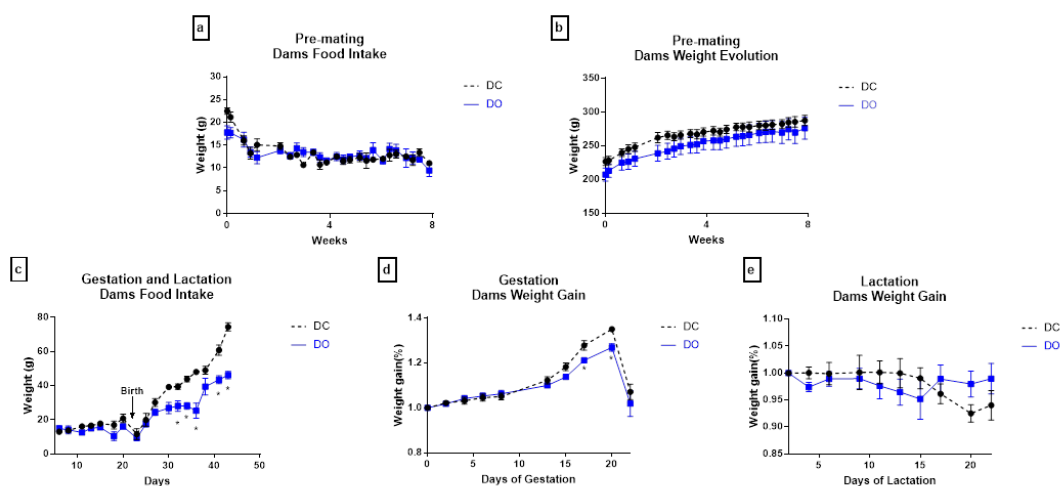 a
Pre-mating
Dams Food Intake
DC
DO
Weight (g)
30
25
20
15
10
5
0
0
4
8
Weeks
b
Pre-mating
Dams Weight Evolution
DC
DO
Weight (g)
300
250
200
150
0
4
8
Weeks
c
Gestation and Lactation
Dams Food Intake
DC
DO
Weight (g)
80
60
40
20
0
Birth
*
*
*
*
*
10
20
30
40
50
Days
d
Gestation
Dams Weight Gain
DC
DO
Weight gain(%)
1.4
1.2
1.0
0.8
*
*
0
5
10
15
20
Days of Gestation
e
Lactation
Dams Weight Gain
DC
DO
Weight gain(%)
1.10
1.05
1.00
0.95
0.90
0.85
5
10
15
20
Days of Lactation